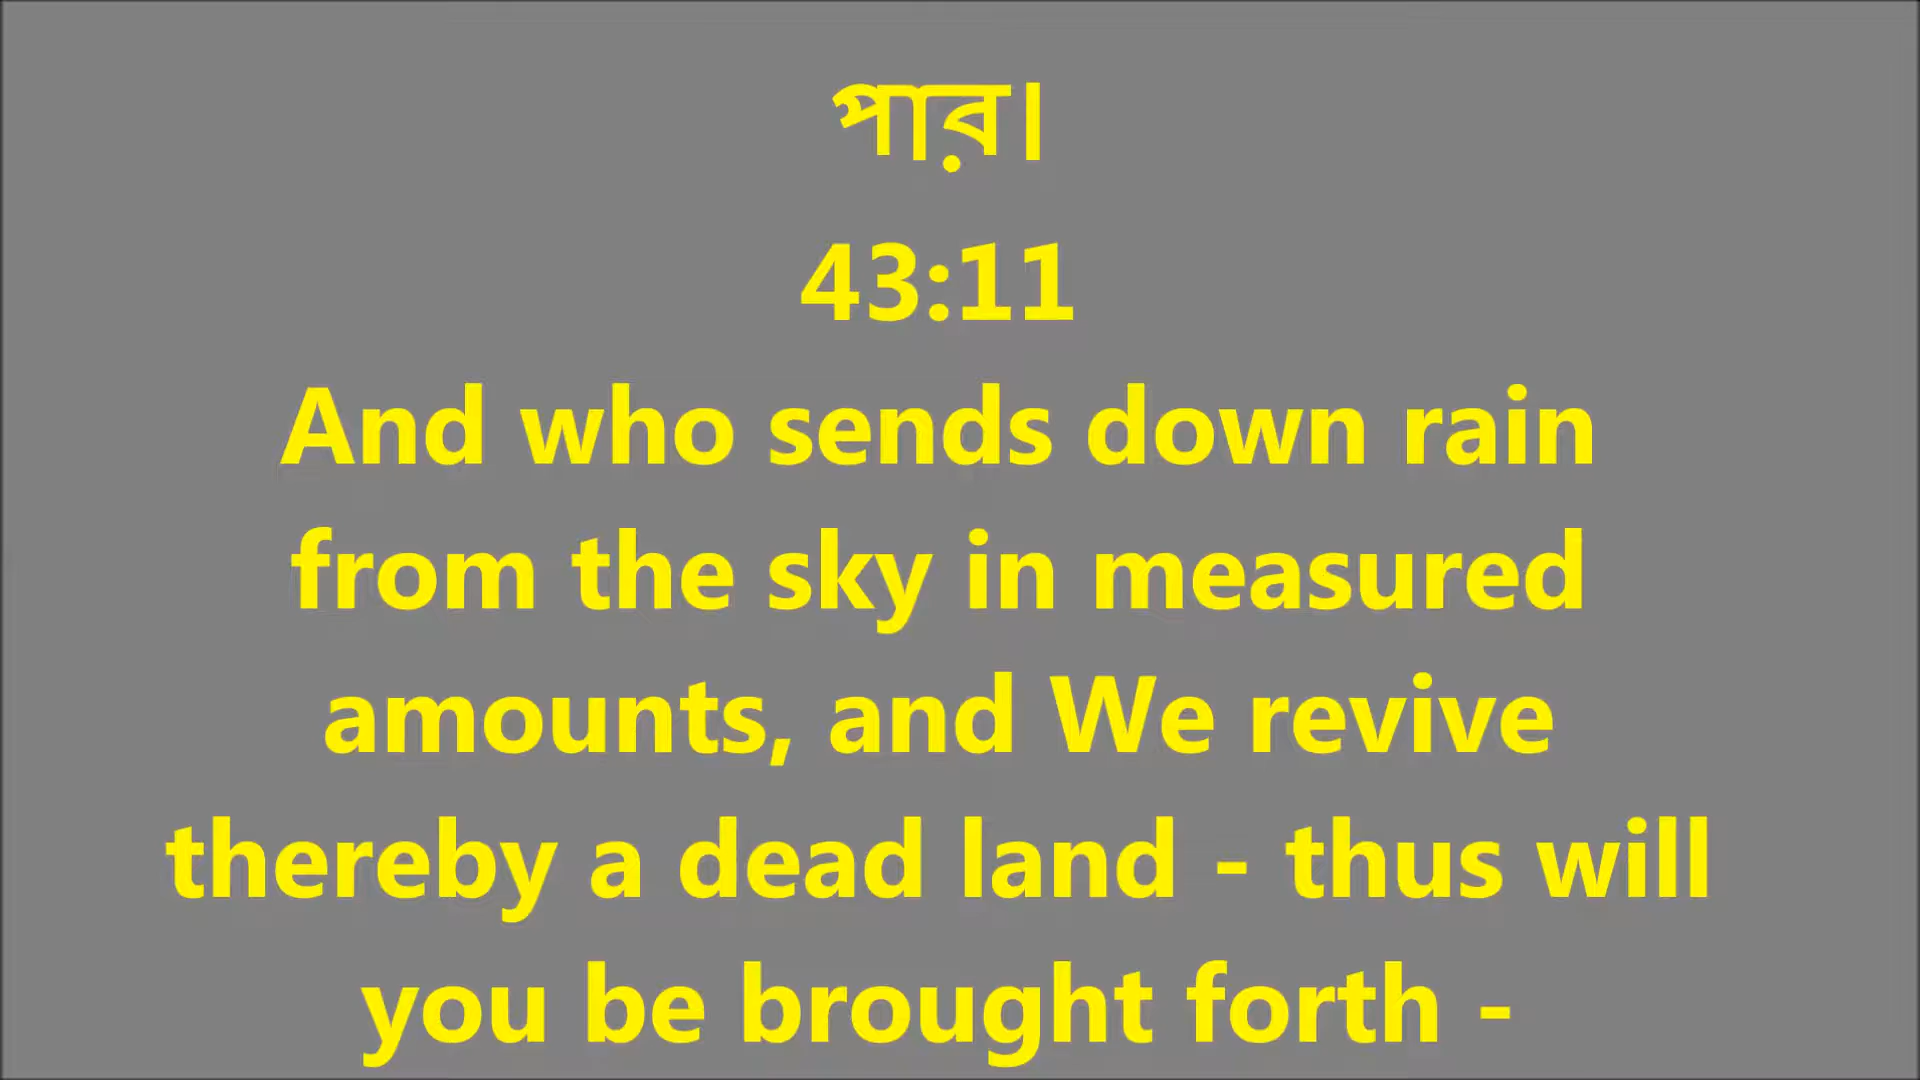 পার।
43:11
And who sends down rain
from the sky in measured
amounts, and We revive
thereby a dead land - thus will
you be brought forth -